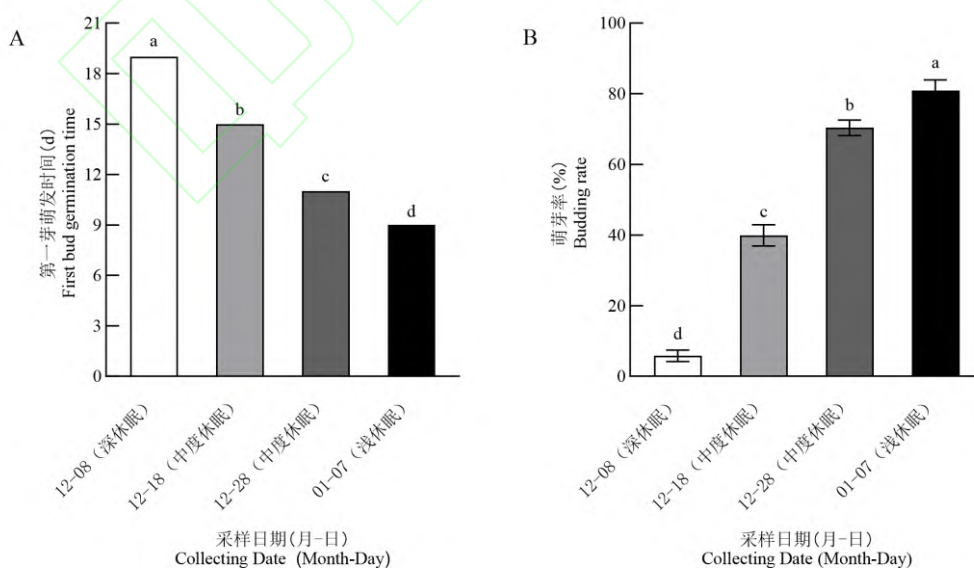 A
21
18
15
12
9
6
3
0
第一芽萌发时间(d)
First bud germination time
a
b
c
d
12-08（深休眠）
12-18（中度休眠）
12-28（中度休眠）
01-07（浅休眠）
采样日期(月-日)
Collecting Date (Month-Day)
B
100
80
60
40
20
0
萌芽率(%)
Budding rate
d
c
b
a
12-08（深休眠）
12-18（中度休眠）
12-28（中度休眠）
01-07（浅休眠）
采样日期(月-日)
Collecting Date (Month-Day)